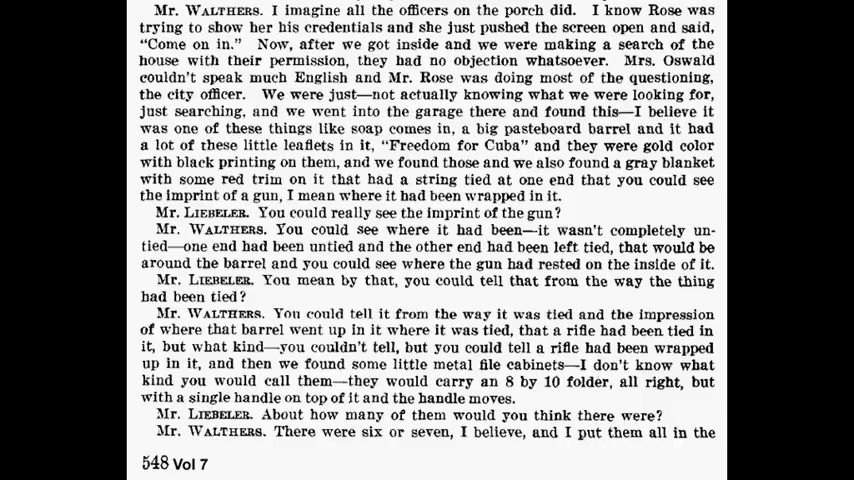 Mr. WALTHERS. I imagine all the officers on the porch did. I know Rose was
trying to show her his credentials and she just pushed the screen open and said,
"Come on in." Now, after we got inside and we were making a search of the
house with their permission, they had no objection whatsoever. Mrs. Oswald
couldn't speak much English and Mr. Rose was doing most of the questioning,
the city officer. We were just—not actually knowing what we were looking for,
just searching, and we went into the garage there and found this—I believe it
was one of these things like soap comes in, a big pasteboard barrel and it had
a lot of these little leaflets in it, "Freedom for Cuba" and they were gold color
with black printing on them, and we found those and we also found a gray blanket
with some red trim on it that had a string tied at one end that you could see
the imprint of a gun, I mean where it had been wrapped in it.
Mr. LIEBELER. You could really see the imprint of the gun?
Mr. WALTHERS. You could see where it had been—it wasn't completely un-
tied—one end had been untied and the other end had been left tied, that would be
around the barrel and you could see where the gun had rested on the inside of it.
Mr. LIEBELER. You mean by that, you could tell that from the way the thing
had been tied?
Mr. WALTHERS. You could tell it from the way it was tied and the impression
of where that barrel went up in it where it was tied, that a rifle had been tied in
it, but what kind—you couldn't tell, but you could tell a rifle had been wrapped
up in it, and then we found some little metal file cabinets—I don't know what
kind you would call them—they would carry an 8 by 10 folder, all right, but
with a single handle on top of it and the handle moves.
Mr. LIEBELER. About how many of them would you think there were?
Mr. WALTHERS. There were six or seven, I believe, and I put them all in the
548 Vol 7